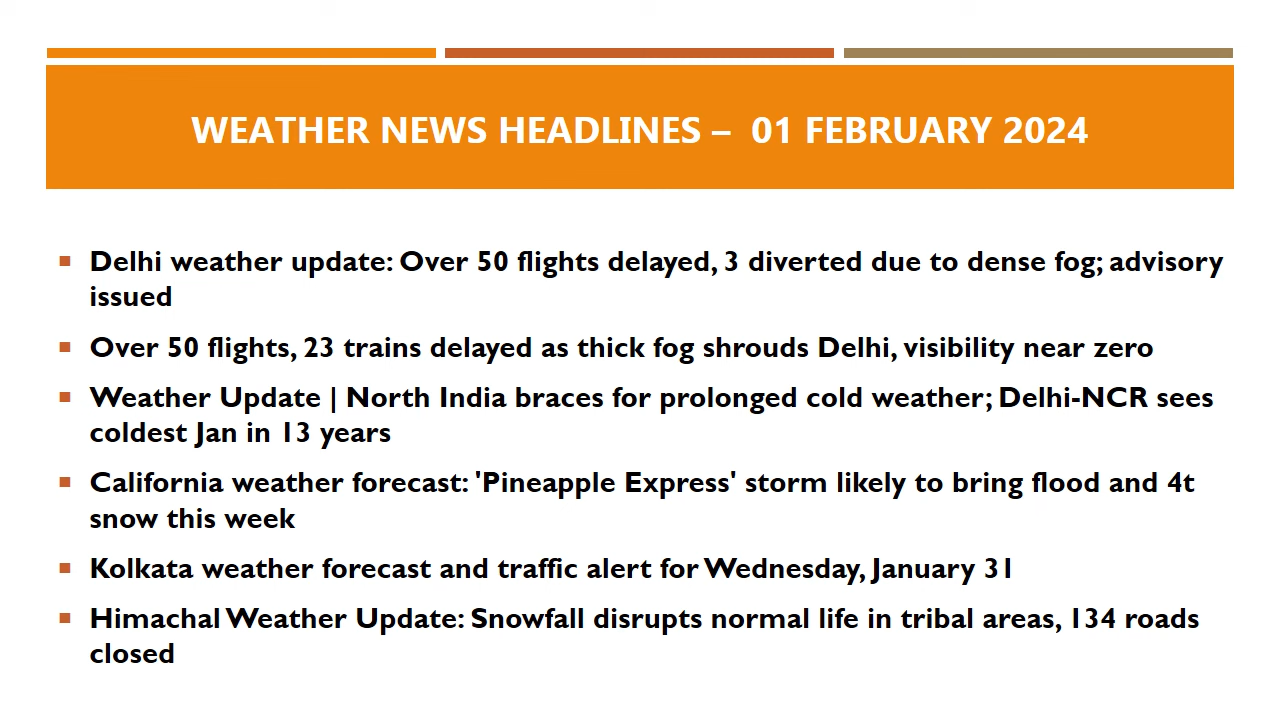 WEATHER NEWS HEADLINES – 01 FEBRUARY 2024
Delhi weather update: Over 50 flights delayed, 3 diverted due to dense fog; advisory
issued
Over 50 flights, 23 trains delayed as thick fog shrouds Delhi, visibility near zero
Weather Update | North India braces for prolonged cold weather; Delhi-NCR sees
coldest Jan in 13 years
California weather forecast: 'Pineapple Express' storm likely to bring flood and 4t
snow this week
Kolkata weather forecast and traffic alert for Wednesday, January 31
Himachal Weather Update: Snowfall disrupts normal life in tribal areas, 134 roads
closed